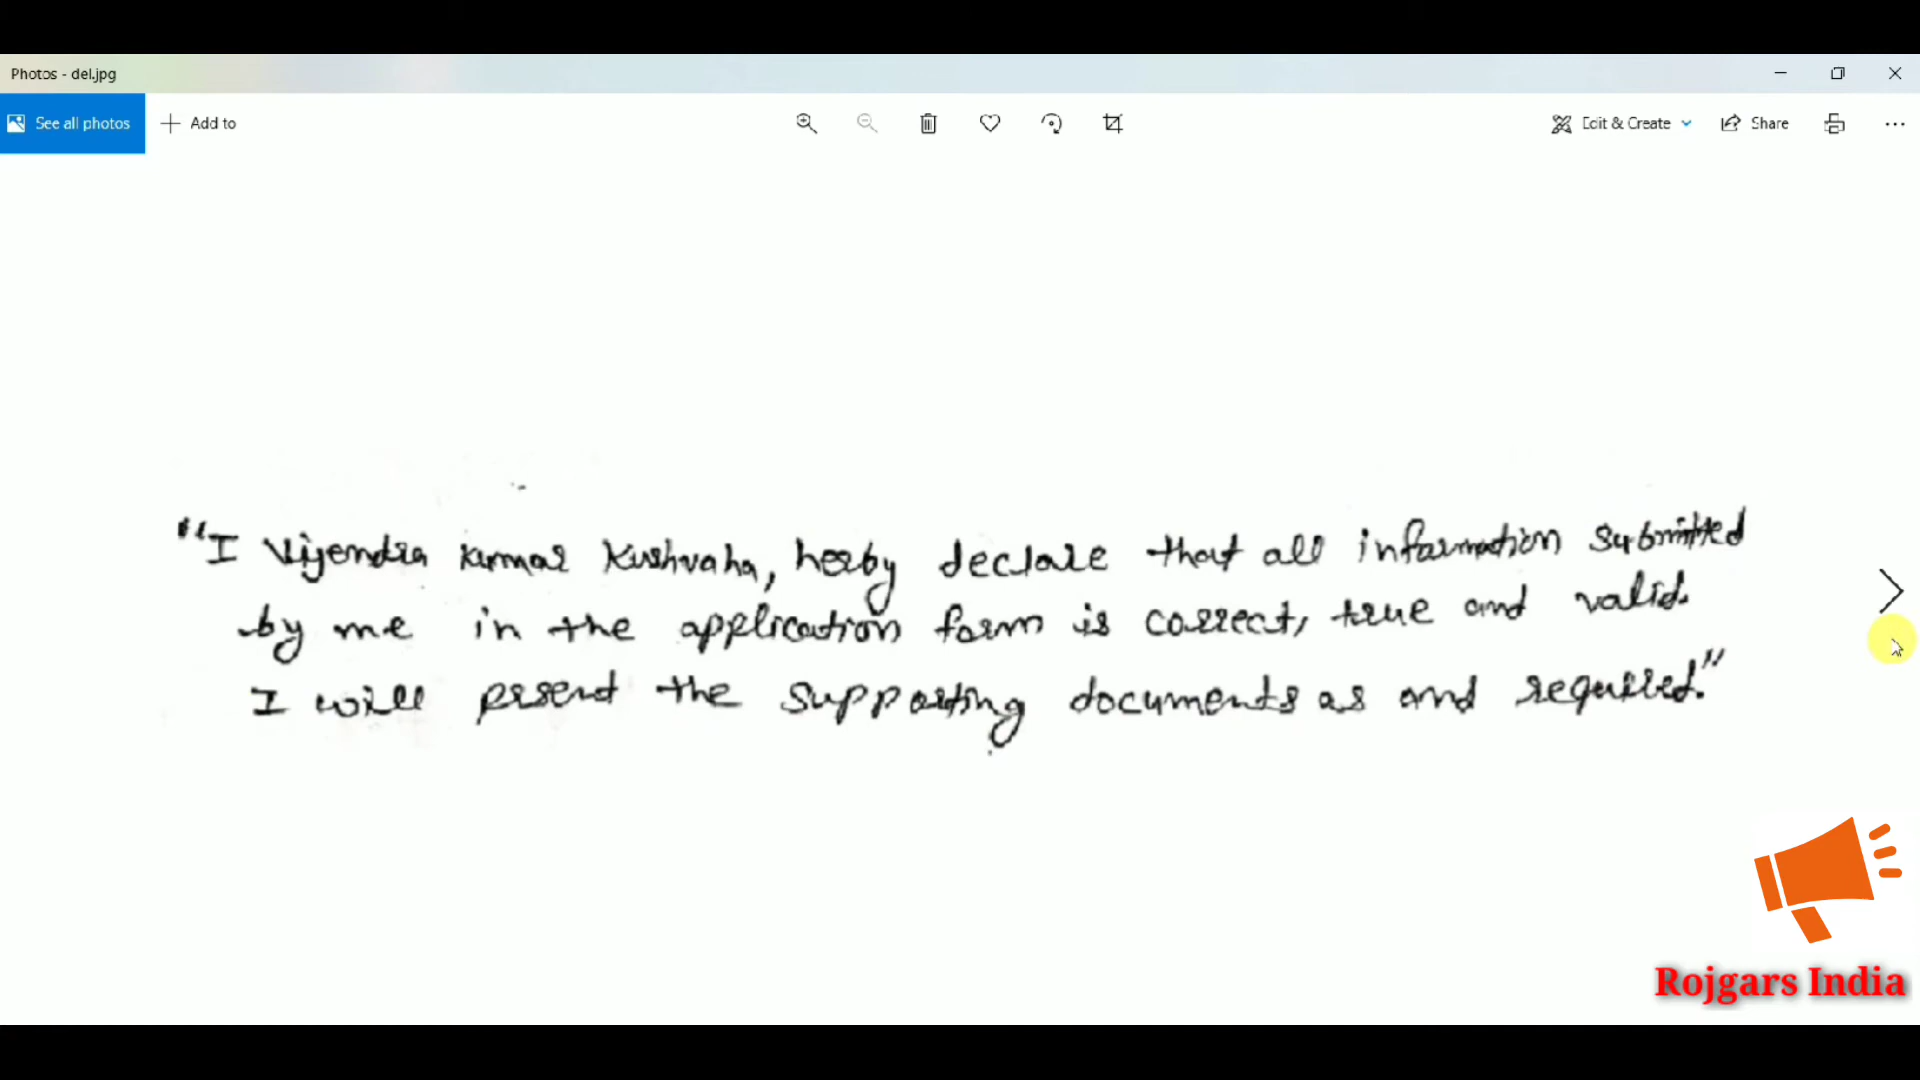 Photos - del.jpg
See all photos
Add to
Edit & Create
Share
"I Vijendra kumar Kushvaha, herby declare that all information submitted
by me in the application form is correct, true and valid.
I will prsent the supporting documents as and required."
Rojgars India